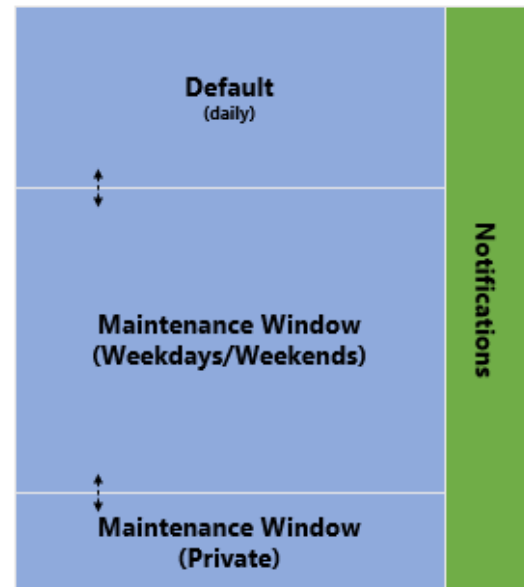 Default
(daily)
Maintenance Window
(Weekdays/Weekends)
Maintenance Window
(Private)
Notifications